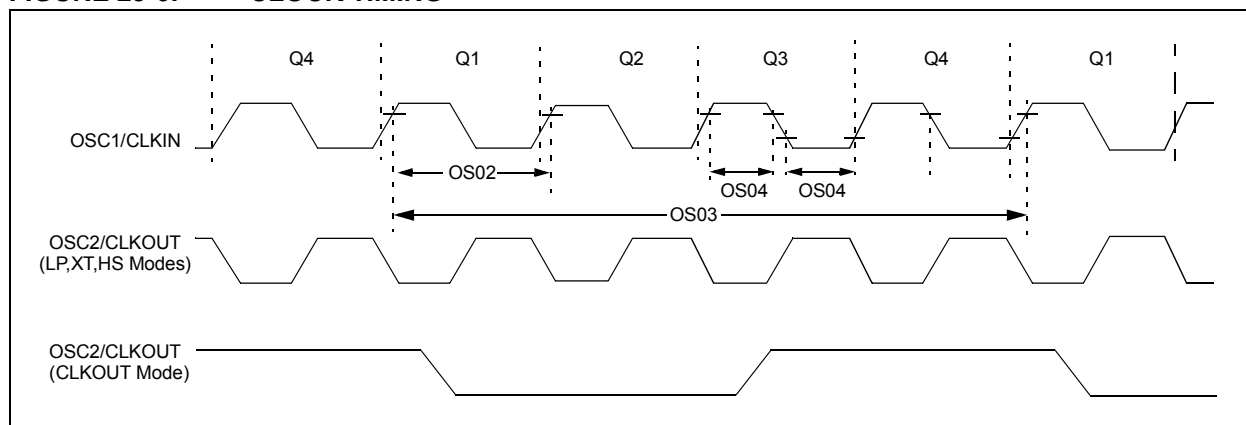 Q4 Q1 Q2 Q3 Q4 Q1
OSC1/CLKIN
OS02
OS04 OS04
OS03
OSC2/CLKOUT
(LP,XT,HS Modes)
OSC2/CLKOUT
(CLKOUT Mode)